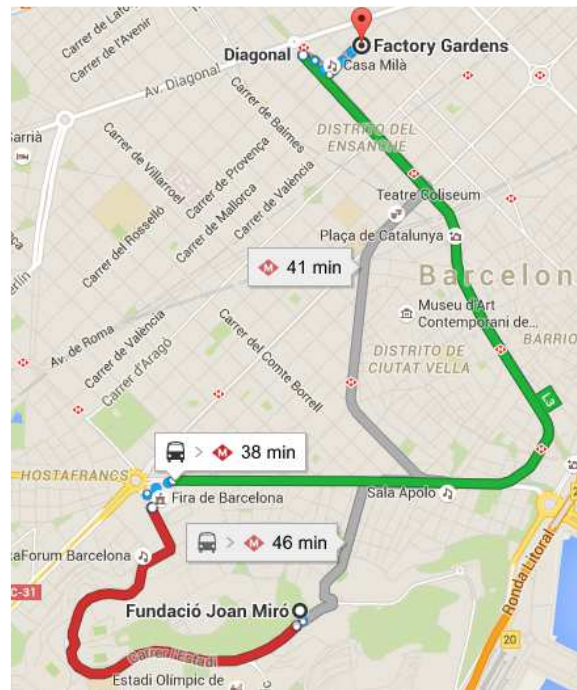 Carrer de l'Avenir
Factory Gardens
Diagonal
Casa Milà
Av. Diagonal
Carrer de Balmes
DISTRITO DEL
ENSANCHE
Sarrià
Carrer de Villarroel
Carrer de Provença
Carrer de Mallorca
Carrer de València
Teatre Coliseum
Carrer del Rosselló
Plaça de Catalunya
M 41 min
Barcelon
Museu d'Art
Contemporani de...
Av. de Roma
Carrer de València
Carrer d'Aragó
Carrer del Comte Borrell
DISTRITO DE
CIUTAT VELLA
BARRIO
L3
> M 38 min
HOSTAFRANCS
Fira de Barcelona
Sala Apolo
> M 46 min
aForum Barcelona
C-31
Ronda Litoral
Fundació Joan Miró
20
Estadi Olímpic de